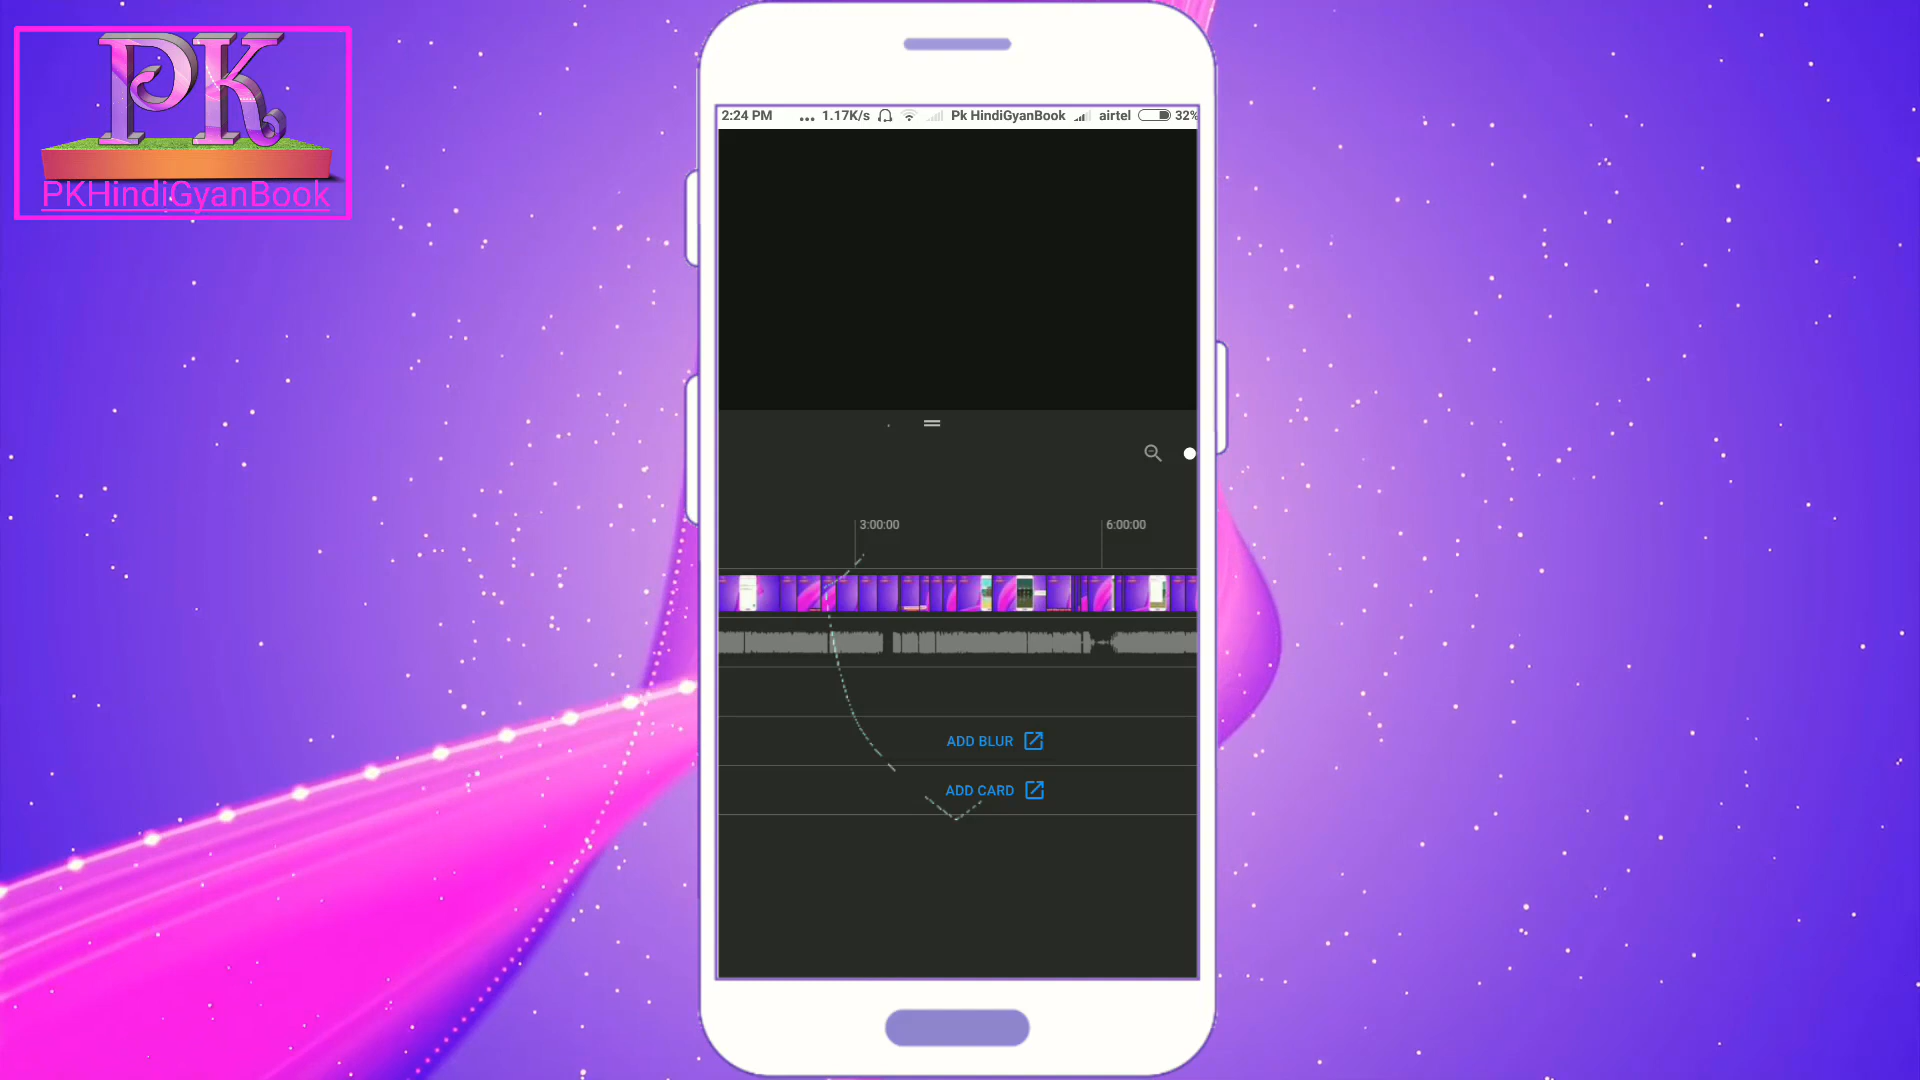 PK
PKHindiGyanBook
2:24 PM ... 1.17K/s Pk HindiGyanBook airtel 32%
3:00:00 6:00:00
ADD BLUR
ADD CARD